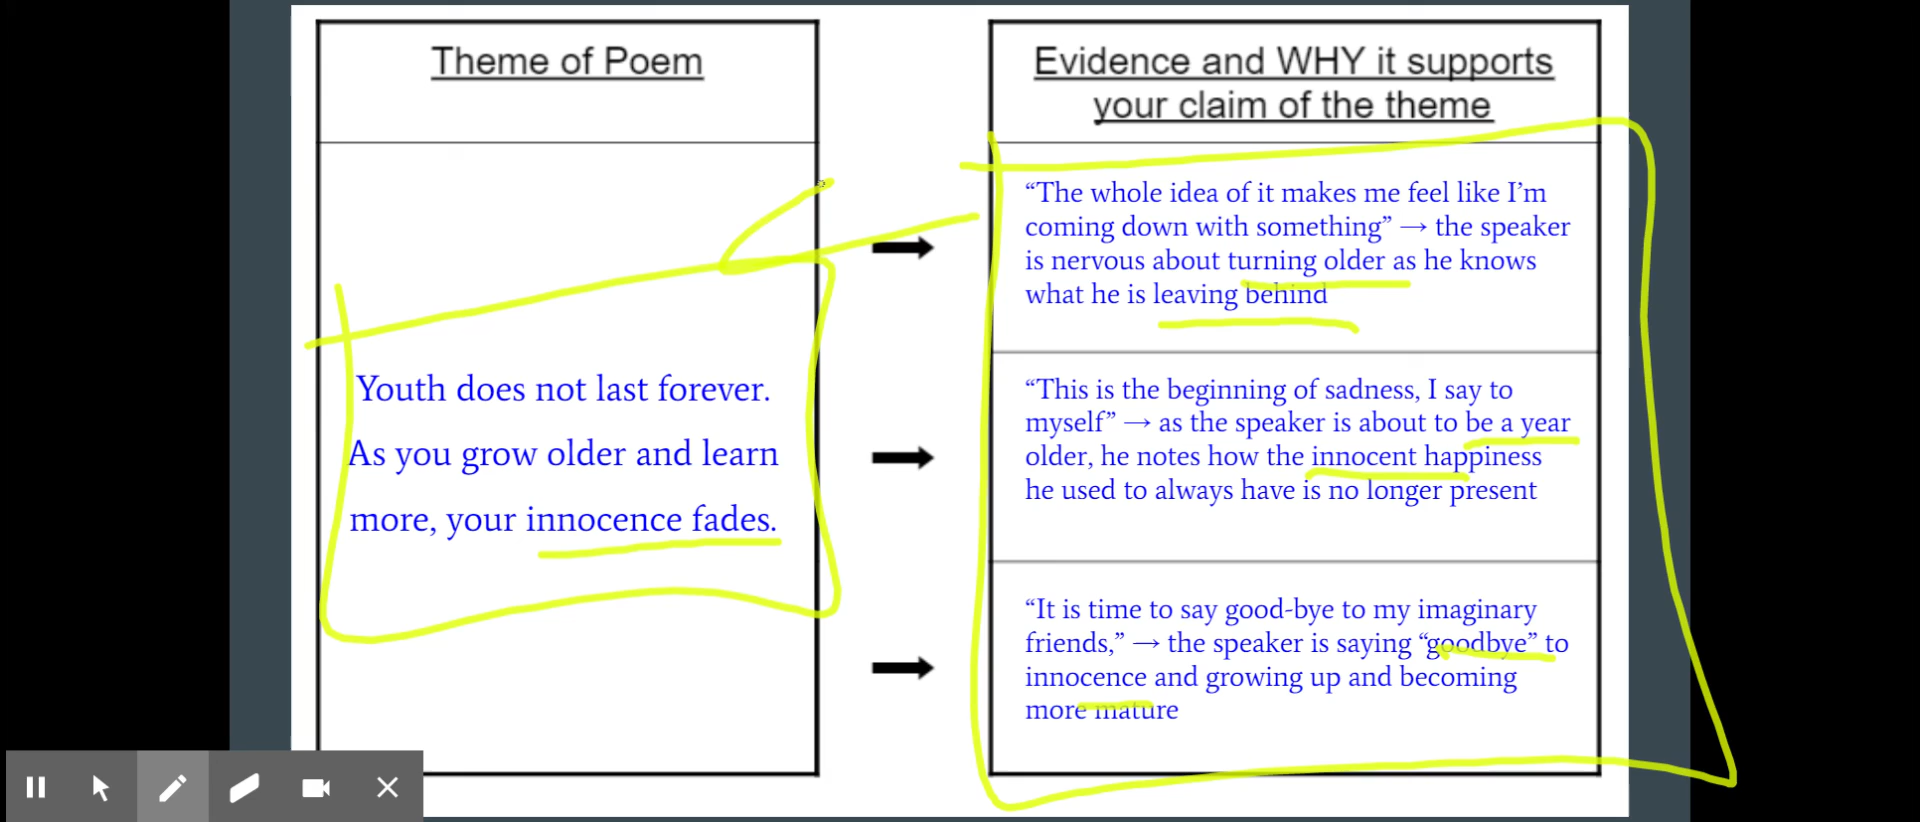 Theme of Poem
Youth does not last forever.
As you grow older and learn
more, your innocence fades.
Evidence and WHY it supports
your claim of the theme
“The whole idea of it makes me feel like I’m
coming down with something” → the speaker
is nervous about turning older as he knows
what he is leaving behind
“This is the beginning of sadness, I say to
myself” → as the speaker is about to be a year
older, he notes how the innocent happiness
he used to always have is no longer present
“It is time to say good-bye to my imaginary
friends,” → the speaker is saying “goodbye” to
innocence and growing up and becoming
more mature